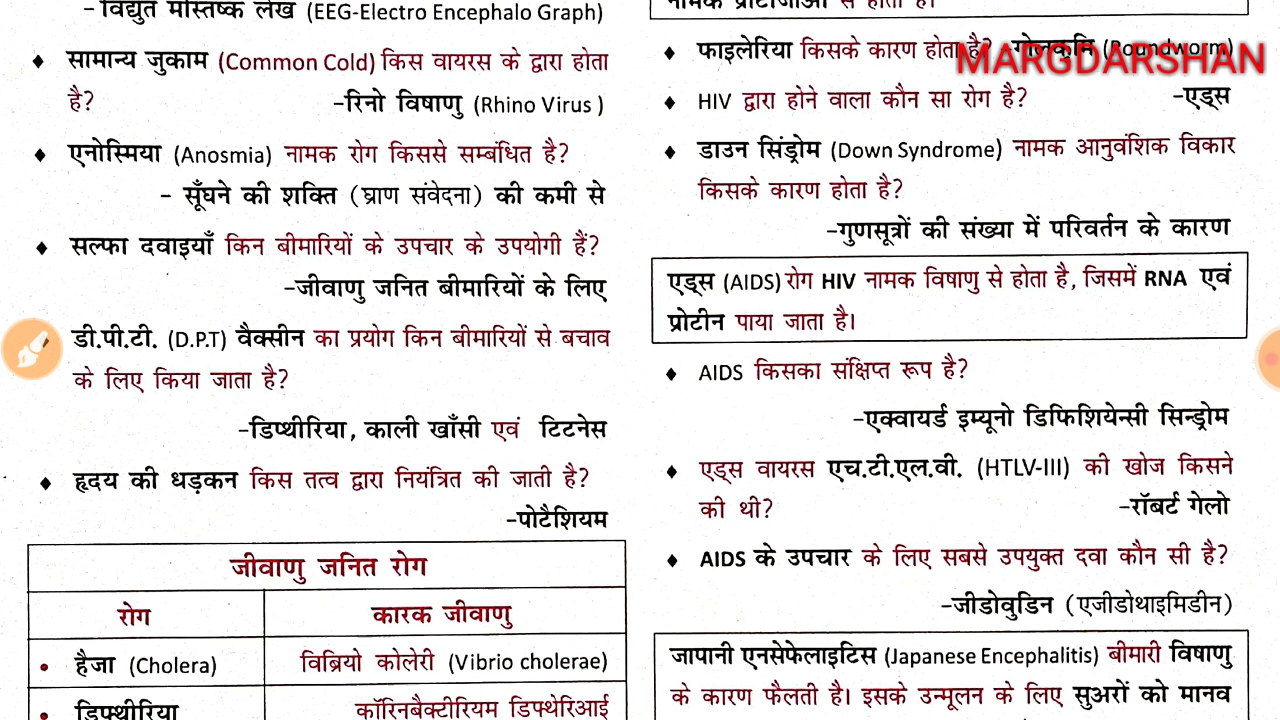 - विद्युत मस्तिष्क लेख (EEG-Electro Encephalo Graph)
♦ सामान्य जुकाम (Common Cold) किस वायरस के द्वारा होता
है? -रिनो विषाणु (Rhino Virus )
♦ एनोस्मिया (Anosmia) नामक रोग किससे सम्बंधित है?
- सूँघने की शक्ति (घ्राण संवेदना) की कमी से
♦ सल्फा दवाइयाँ किन बीमारियों के उपचार के उपयोगी हैं?
-जीवाणु जनित बीमारियों के लिए
डी.पी.टी. (D.P.T) वैक्सीन का प्रयोग किन बीमारियों से बचाव
के लिए किया जाता है?
-डिप्थीरिया, काली खाँसी एवं टिटनेस
♦ हृदय की धड़कन किस तत्व द्वारा नियंत्रित की जाती है?
-पोटैशियम
जीवाणु जनित रोग
रोग कारक जीवाणु
• हैजा (Cholera) विब्रियो कोलेरी (Vibrio cholerae)
• डिफ्थीरिया कॉरिनबैक्टीरियम डिफ्थेरिआई
नामक प्रोटोजोआ से होता है।
♦ फाइलेरिया किसके कारण होता है? -गोलकृमि (Roundworm)
MARGDARSHAN
♦ HIV द्वारा होने वाला कौन सा रोग है? -एड्स
♦ डाउन सिंड्रोम (Down Syndrome) नामक आनुवंशिक विकार
किसके कारण होता है?
-गुणसूत्रों की संख्या में परिवर्तन के कारण
एड्स (AIDS) रोग HIV नामक विषाणु से होता है, जिसमें RNA एवं
प्रोटीन पाया जाता है।
♦ AIDS किसका संक्षिप्त रूप है?
-एक्वायर्ड इम्यूनो डिफिशियेन्सी सिन्ड्रोम
♦ एड्स वायरस एच.टी.एल.वी. (HTLV-III) की खोज किसने
की थी? -रॉबर्ट गेलो
♦ AIDS के उपचार के लिए सबसे उपयुक्त दवा कौन सी है?
-जीडोवुडिन (एजीडोथाइमिडीन)
जापानी एनसेफेलाइटिस (Japanese Encephalitis) बीमारी विषाणु
के कारण फैलती है। इसके उन्मूलन के लिए सुअरों को मानव